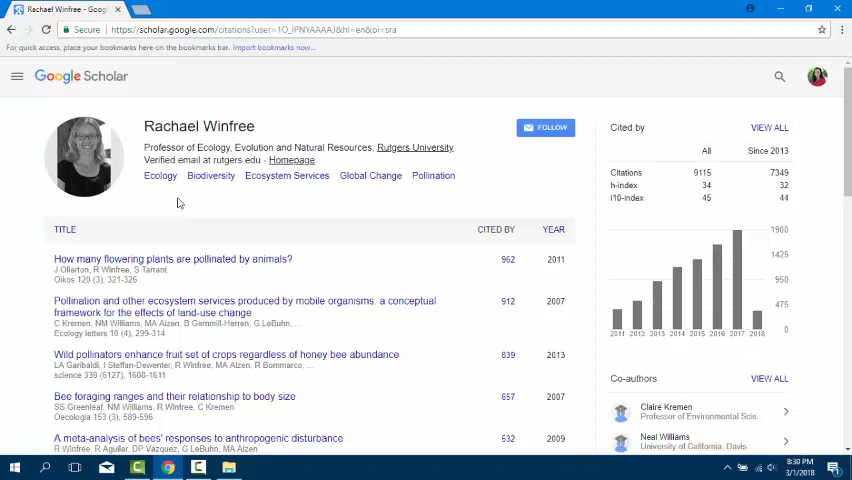 Rachael Winfree - Goog
Secure
https://scholar.google.com/citations?user=1O_IPNYAAAAJ&hl=en&oi=sra
For quick access, place your bookmarks here on the bookmarks bar. Import bookmarks now...
Google Scholar
Rachael Winfree
FOLLOW
Professor of Ecology, Evolution and Natural Resources, Rutgers University
Verified email at rutgers.edu - Homepage
Ecology Biodiversity Ecosystem Services Global Change Pollination
TITLE CITED BY YEAR
How many flowering plants are pollinated by animals? 962 2011
J Ollerton, R Winfree, S Tarrant
Oikos 120 (3), 321-326
Pollination and other ecosystem services produced by mobile organisms: a conceptual 912 2007
framework for the effects of land-use change
C Kremen, NM Williams, MA Aizen, B Gemmill-Herren, G LeBuhn, ...
Ecology letters 10 (4), 299-314
Wild pollinators enhance fruit set of crops regardless of honey bee abundance 839 2013
LA Garibaldi, I Steffan-Dewenter, R Winfree, MA Aizen, R Bommarco, ...
science 339 (6127), 1608-1611
Bee foraging ranges and their relationship to body size 657 2007
SS Greenleaf, NM Williams, R Winfree, C Kremen
Oecologia 153 (3), 589-596
A meta-analysis of bees' responses to anthropogenic disturbance 532 2009
R Winfree, R Aguilar, DP Vázquez, G LeBuhn, MA Aizen
Cited by VIEW ALL
All Since 2013
Citations 9115 7349
h-index 34 32
i10-index 45 44
1900
1425
950
475
0
2011 2012 2013 2014 2015 2016 2017 2018
Co-authors VIEW ALL
Claire Kremen
Professor of Environmental Scie...
Neal Williams
University of California, Davis
8:30 PM
3/1/2018